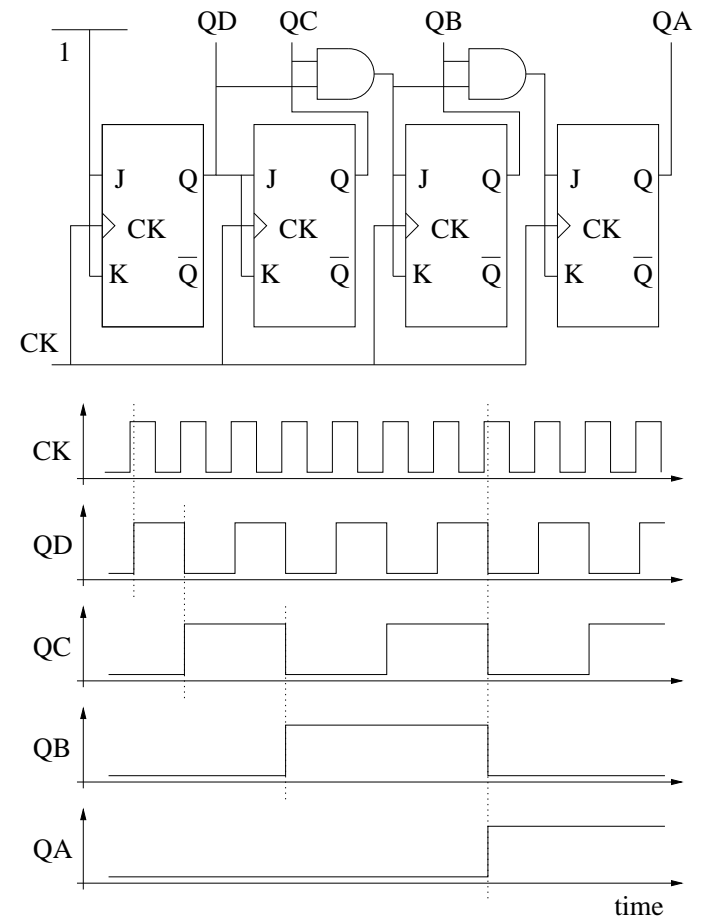 QD QC QB QA
1
J Q J Q J Q J Q
CK CK CK CK
K Q̅ K Q̅ K Q̅ K Q̅
CK
CK
QD
QC
QB
QA
time